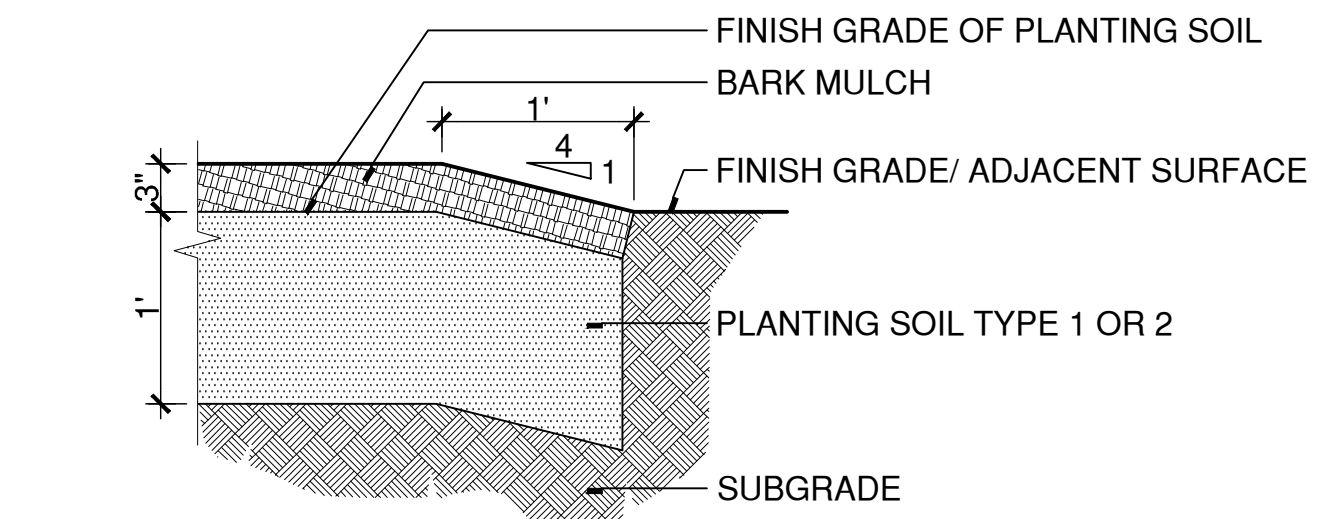 FINISH GRADE OF PLANTING SOIL
BARK MULCH
1'
4
1
FINISH GRADE/ ADJACENT SURFACE
3"
1'
PLANTING SOIL TYPE 1 OR 2
SUBGRADE